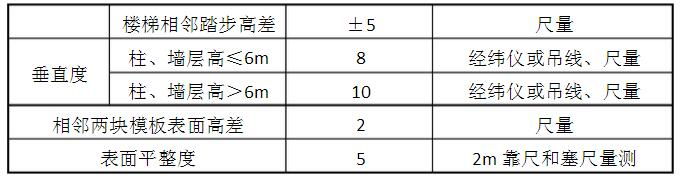 楼梯相邻踏步高差 ±5 尺量
垂直度 柱、墙层高≤6m 8 经纬仪或吊线、尺量
柱、墙层高＞6m 10 经纬仪或吊线、尺量
相邻两块模板表面高差 2 尺量
表面平整度 5 2m 靠尺和塞尺量测